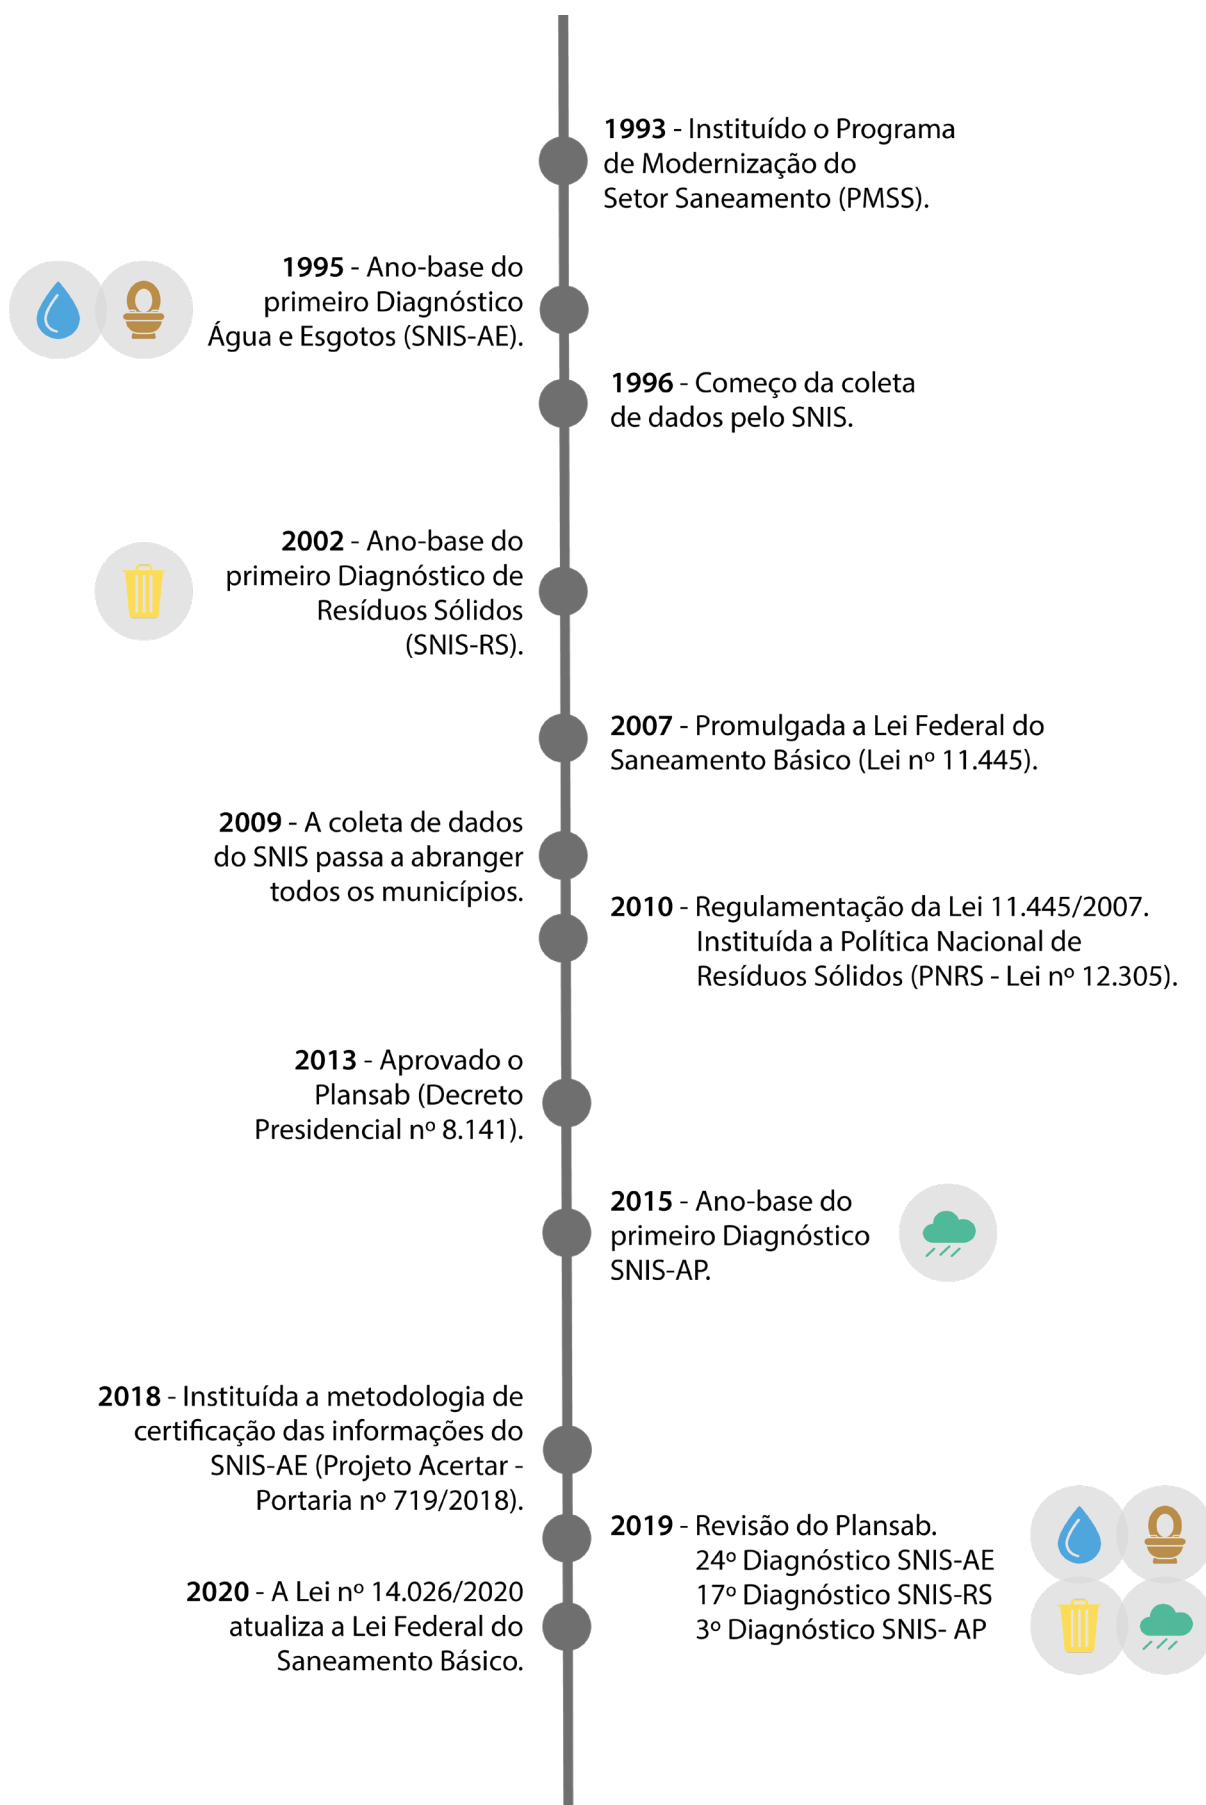 1993 - Instituído o Programa
de Modernização do
Setor Saneamento (PMSS).
1995 - Ano-base do
primeiro Diagnóstico
Água e Esgotos (SNIS-AE).
1996 - Começo da coleta
de dados pelo SNIS.
2002 - Ano-base do
primeiro Diagnóstico de
Resíduos Sólidos
(SNIS-RS).
2007 - Promulgada a Lei Federal do
Saneamento Básico (Lei nº 11.445).
2009 - A coleta de dados
do SNIS passa a abranger
todos os municípios.
2010 - Regulamentação da Lei 11.445/2007.
Instituída a Política Nacional de
Resíduos Sólidos (PNRS - Lei nº 12.305).
2013 - Aprovado o
Plansab (Decreto
Presidencial nº 8.141).
2015 - Ano-base do
primeiro Diagnóstico
SNIS-AP.
2018 - Instituída a metodologia de
certificação das informações do
SNIS-AE (Projeto Acertar -
Portaria nº 719/2018).
2019 - Revisão do Plansab.
24º Diagnóstico SNIS-AE
17º Diagnóstico SNIS-RS
3º Diagnóstico SNIS- AP
2020 - A Lei nº 14.026/2020
atualiza a Lei Federal do
Saneamento Básico.